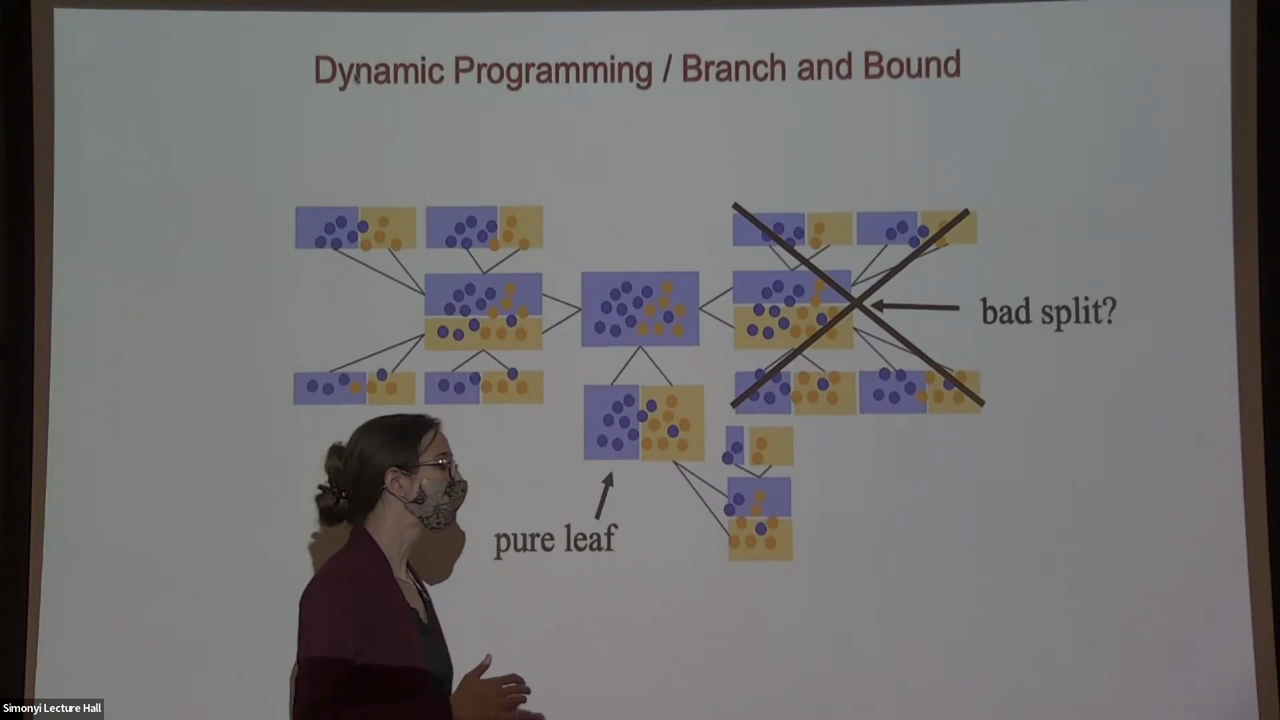 Dynamic Programming / Branch and Bound
bad split?
pure leaf
Simonyi Lecture Hall